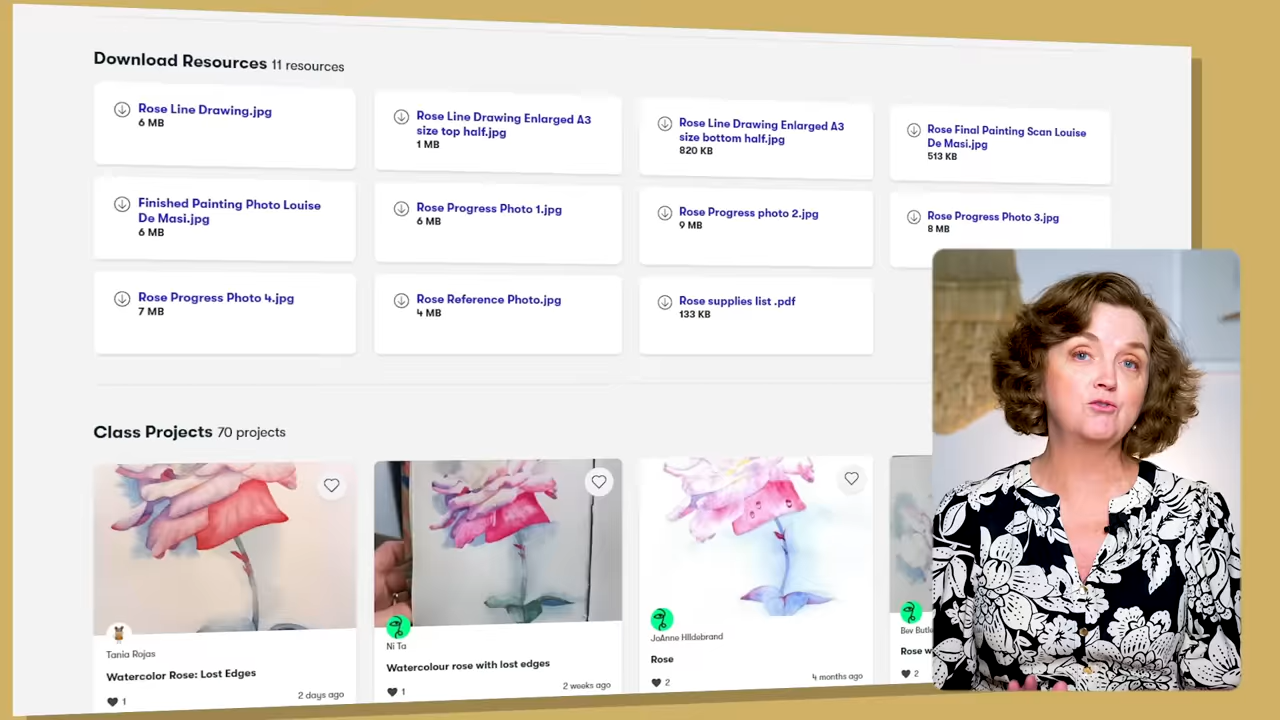 Download Resources 11 resources
Rose Line Drawing.jpg
6 MB
Rose Line Drawing Enlarged A3
size top half.jpg
1 MB
Rose Line Drawing Enlarged A3
size bottom half.jpg
820 KB
Rose Final Painting Scan Louise
De Masi.jpg
513 KB
Finished Painting Photo Louise
De Masi.jpg
6 MB
Rose Progress Photo 1.jpg
6 MB
Rose Progress photo 2.jpg
9 MB
Rose Progress Photo 3.jpg
8 MB
Rose Progress Photo 4.jpg
7 MB
Rose Reference Photo.jpg
4 MB
Rose supplies list .pdf
133 KB
Class Projects 70 projects
Tania Rojas
Watercolor Rose: Lost Edges
1
2 days ago
Ni Ta
Watercolour rose with lost edges
1
2 weeks ago
JoAnne HIldebrand
Rose
2
4 months ago
Bev
Rose
2